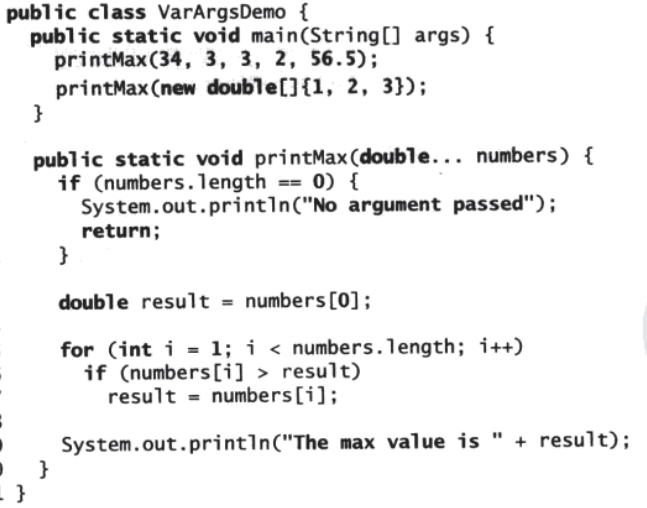 public class VarArgsDemo {
  public static void main(String[] args) {
    printMax(34, 3, 3, 2, 56.5);
    printMax(new double[]{1, 2, 3});
  }

  public static void printMax(double... numbers) {
    if (numbers.length == 0) {
      System.out.println("No argument passed");
      return;
    }

    double result = numbers[0];

    for (int i = 1; i < numbers.length; i++)
      if (numbers[i] > result)
        result = numbers[i];

    System.out.println("The max value is " + result);
  }
}